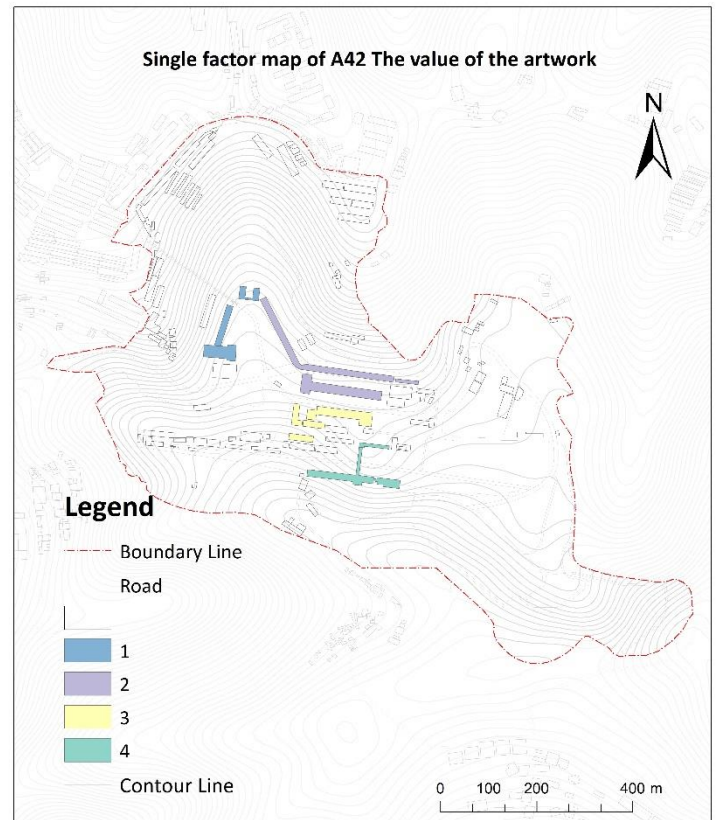 Single factor map of A42 The value of the artwork
N
Legend
Boundary Line
Road
1
2
3
4
Contour Line
0 100 200 400 m